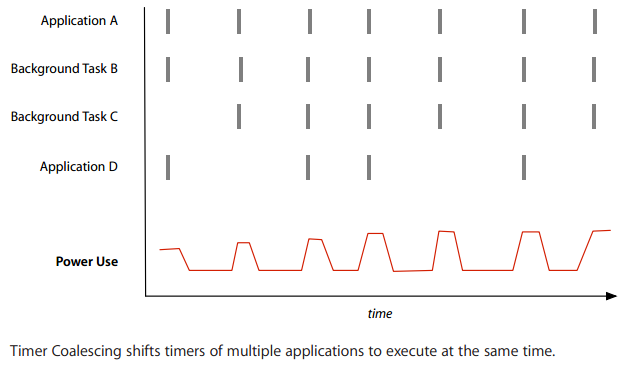 Application A
Background Task B
Background Task C
Application D
Power Use
time
Timer Coalescing shifts timers of multiple applications to execute at the same time.